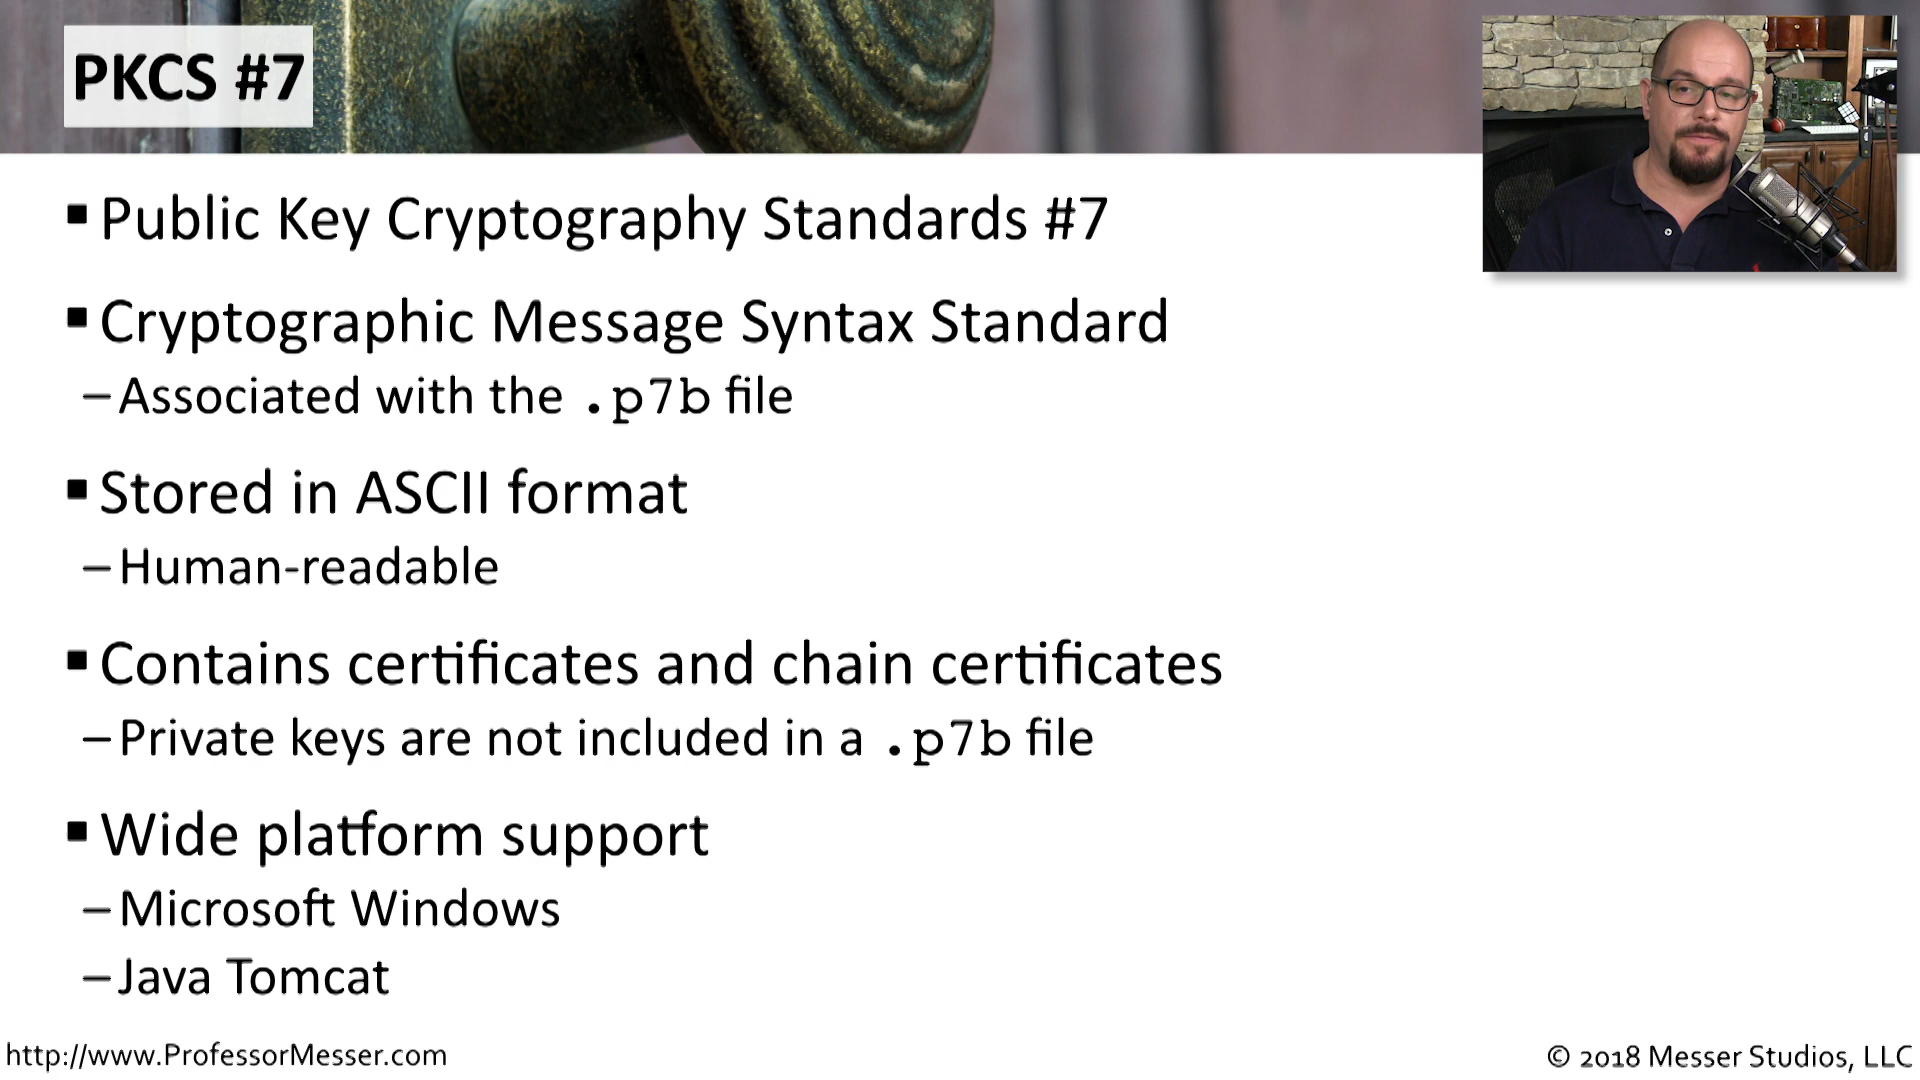 PKCS #7
▪ Public Key Cryptography Standards #7
▪ Cryptographic Message Syntax Standard
– Associated with the .p7b file
▪ Stored in ASCII format
– Human-readable
▪ Contains certificates and chain certificates
– Private keys are not included in a .p7b file
▪ Wide platform support
– Microsoft Windows
– Java Tomcat
http://www.ProfessorMesser.com
© 2018 Messer Studios, LLC